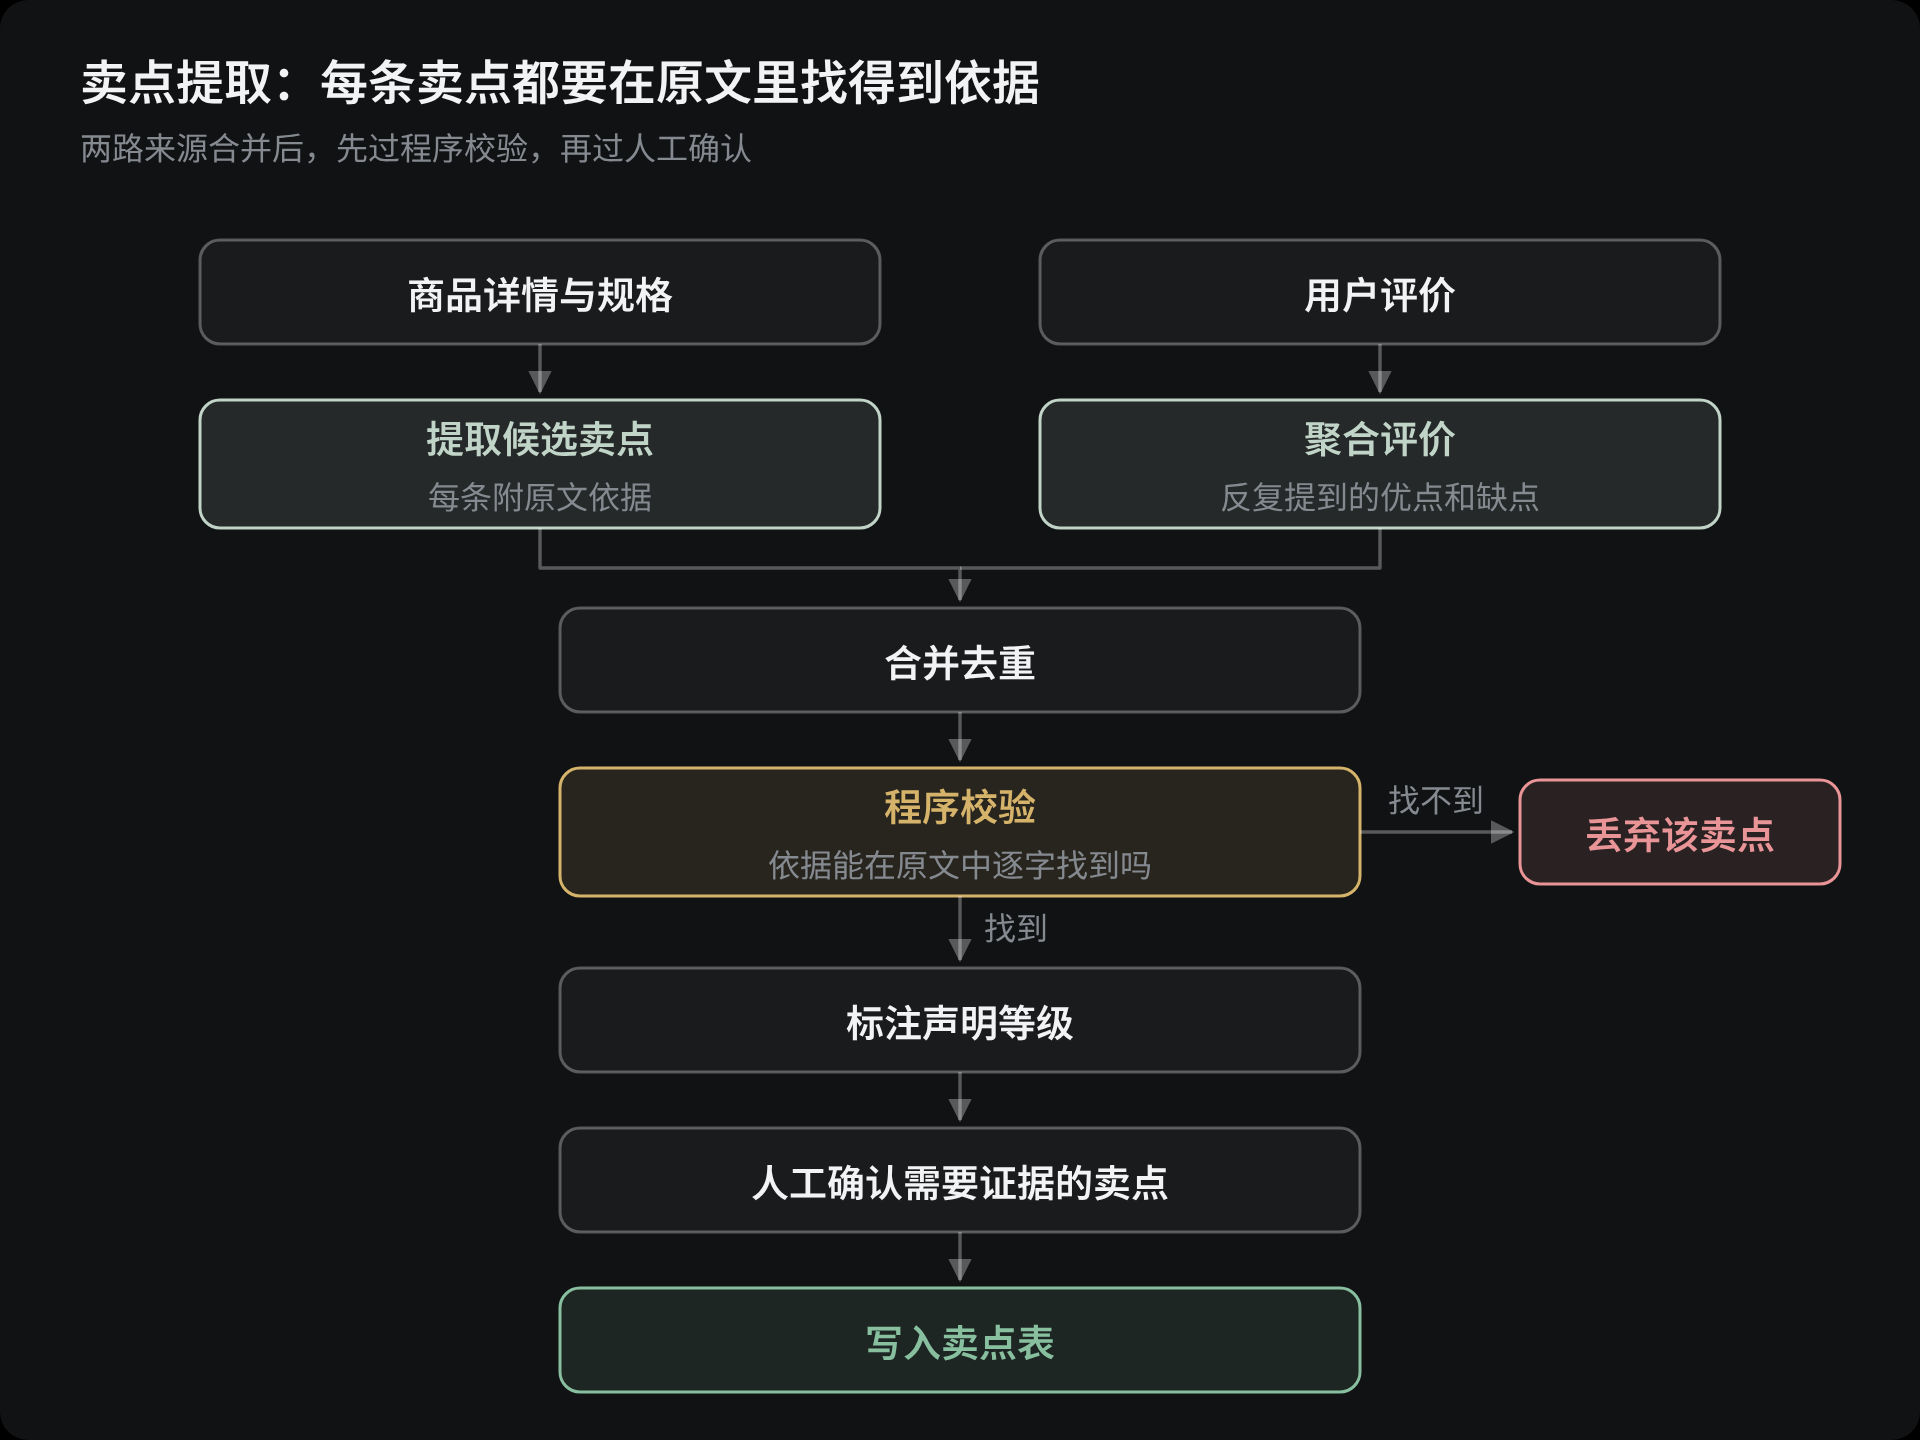 卖点提取：每条卖点都要在原文里找得到依据
两路来源合并后，先过程序校验，再过人工确认
商品详情与规格
用户评价
提取候选卖点
每条附原文依据
聚合评价
反复提到的优点和缺点
合并去重
程序校验
依据能在原文中逐字找到吗
找不到
丢弃该卖点
找到
标注声明等级
人工确认需要证据的卖点
写入卖点表